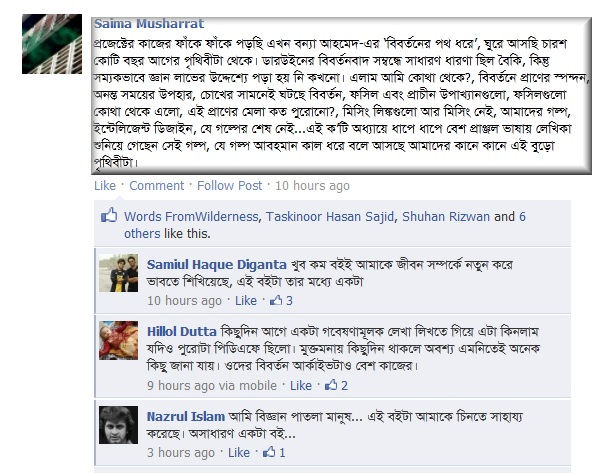 Saima Musharrat
প্রজেক্টের কাজের ফাঁকে ফাঁকে পড়ছি এখন বন্যা আহমেদ-এর 'বিবর্তনের পথ ধরে', ঘুরে আসছি চারশ
কোটি বছর আগের পৃথিবীটা থেকে। ডারউইনের বিবর্তনবাদ সম্বন্ধে সাধারণ ধারণা ছিল বৈকি, কিন্তু
সম্যকভাবে জ্ঞান লাভের উদ্দেশ্যে পড়া হয় নি কখনো। এলাম আমি কোথা থেকে?, বিবর্তনে প্রাণের স্পন্দন,
অনন্ত সময়ের উপহার, চোখের সামনেই ঘটছে বিবর্তন, ফসিল এবং প্রাচীন উপাখ্যানগুলো, ফসিলগুলো
কোথা থেকে এলো, এই প্রাণের মেলা কত পুরোনো?, মিসিং লিঙ্কগুলো আর মিসিং নেই, আমাদের গল্প,
ইন্টেলিজেন্ট ডিজাইন, যে গল্পের শেষ নেই...এই ক'টি অধ্যায়ে ধাপে ধাপে বেশ প্রাঞ্জল ভাষায় লেখিকা
শুনিয়ে গেছেন সেই গল্প, যে গল্প আবহমান কাল ধরে বলে আসছে আমাদের কানে কানে এই বুড়ো
পৃথিবীটা।
Like · Comment · Follow Post · 10 hours ago
Words FromWilderness, Taskinoor Hasan Sajid, Shuhan Rizwan and 6
others like this.
Samiul Haque Diganta খুব কম বইই আমাকে জীবন সম্পর্কে নতুন করে
ভাবতে শিখিয়েছে, এই বইটা তার মধ্যে একটা
10 hours ago · Like · 3
Hillol Dutta কিছুদিন আগে একটা গবেষণামূলক লেখা লিখতে গিয়ে এটা কিনলাম
যদিও পুরোটা পিডিএফে ছিলো। মুক্তমনায় কিছুদিন থাকলে অবশ্য এমনিতেই অনেক
কিছু জানা যায়। ওদের বিবর্তন আর্কাইভটাও বেশ কাজের।
9 hours ago via mobile · Like · 2
Nazrul Islam আমি বিজ্ঞান পাতলা মানুষ... এই বইটা আমাকে চিনতে সাহায্য
করেছে। অসাধারণ একটা বই...
3 hours ago · Like · 1